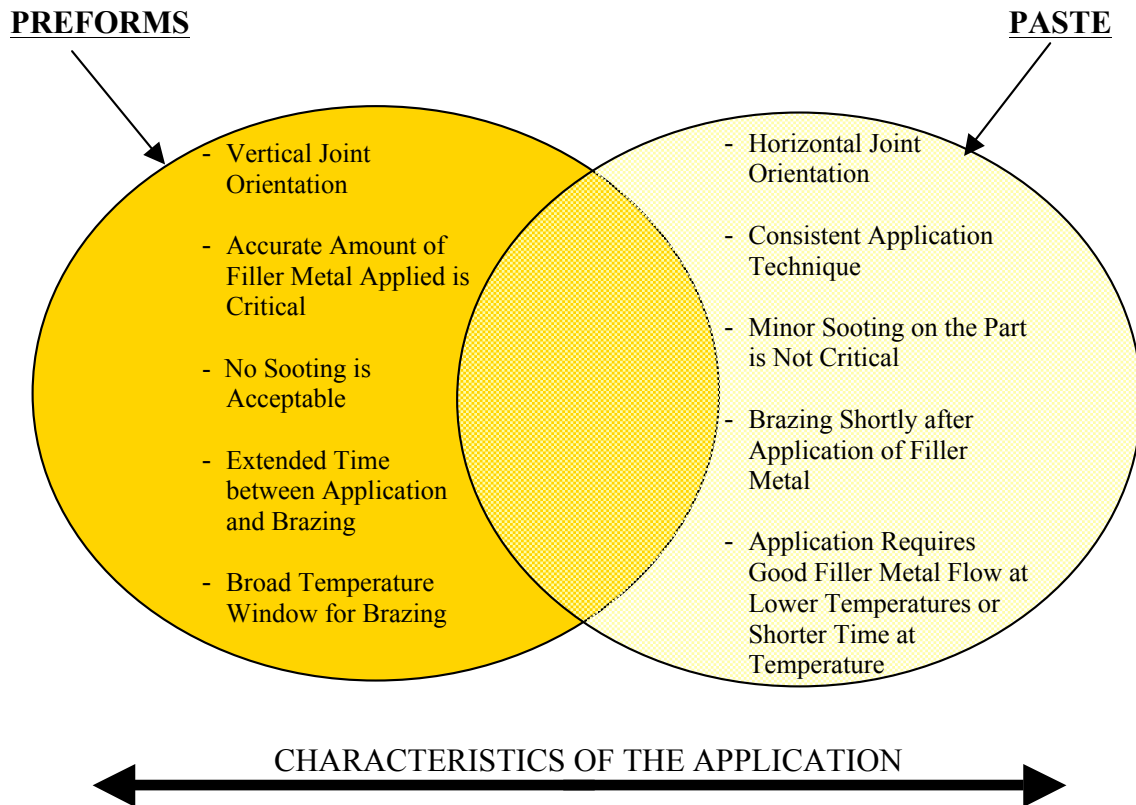 PREFORMS
PASTE
- Vertical Joint
Orientation
- Accurate Amount of
Filler Metal Applied is
Critical
- No Sooting is
Acceptable
- Extended Time
between Application
and Brazing
- Broad Temperature
Window for Brazing
- Horizontal Joint
Orientation
- Consistent Application
Technique
- Minor Sooting on the Part
is Not Critical
- Brazing Shortly after
Application of Filler
Metal
- Application Requires
Good Filler Metal Flow at
Lower Temperatures or
Shorter Time at
Temperature
CHARACTERISTICS OF THE APPLICATION